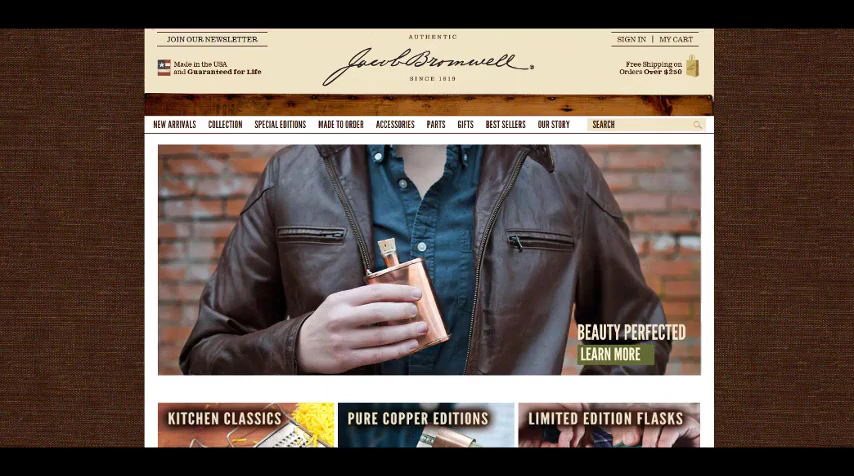 JOIN OUR NEWSLETTER
AUTHENTIC
Jacob Bromwell®
SINCE 1819
SIGN IN | MY CART
Made in the USA
and Guaranteed for Life
Free Shipping on
Orders Over $250
NEW ARRIVALS COLLECTION SPECIAL EDITIONS MADE TO ORDER ACCESSORIES PARTS GIFTS BEST SELLERS OUR STORY SEARCH
BEAUTY PERFECTED
LEARN MORE
KITCHEN CLASSICS
PURE COPPER EDITIONS
LIMITED EDITION FLASKS